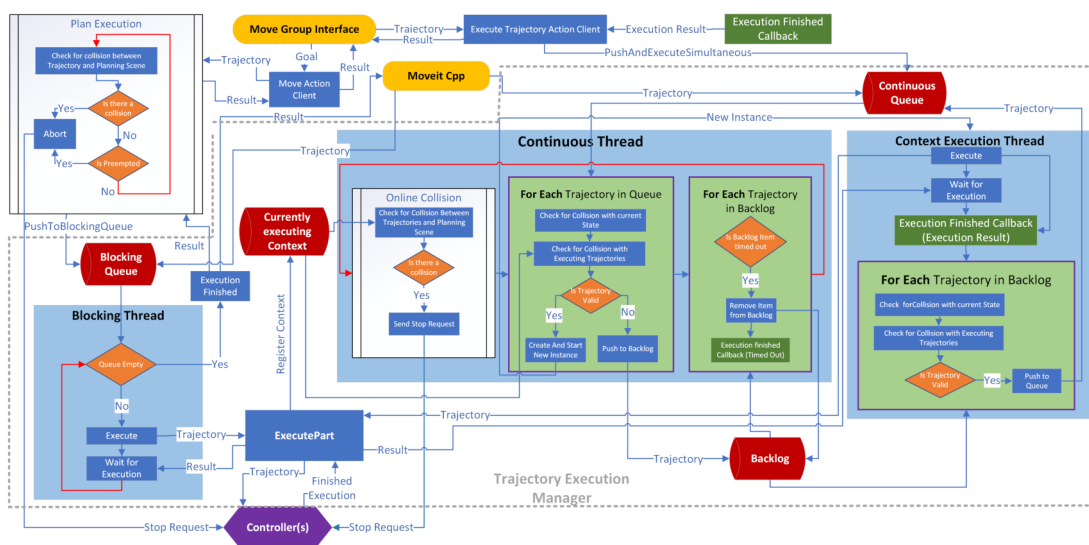 Plan Execution
Check for collision between
Trajectory and Planning Scene
Is there a
collision
Yes
No
Abort
Yes
Is Preempted
No
PushToBlockingQueue
Result
Move Group Interface
Trajectory
Result
Execute Trajectory Action Client
Execution Result
Execution Finished
Callback
PushAndExecuteSimultaneous
Goal
Result
Trajectory
Result
Move Action
Client
Moveit Cpp
Result
Trajectory
Trajectory
Continuous
Queue
Trajectory
New Instance
Blocking
Queue
Execution
Finished
Yes
Blocking Thread
Queue Empty
No
Execute
Wait for
Execution
Trajectory
Result
Currently
executing
Context
Register Context
Continuous Thread
Online Collision
Check for Collision Between
Trajectories and Planning
Scene
Is there a
collision
Yes
Send Stop Request
For Each Trajectory in Queue
Check for Collision with current
State
Check for Collision with
Executing Trajectories
Is Trajectory
Valid
Yes
No
Create And Start
New Instance
Push to Backlog
For Each Trajectory
in Backlog
Is Backlog Item
timed out
Yes
Remove Item
from Backlog
Execution finished
Callback (Timed Out)
Context Execution Thread
Execute
Wait for
Execution
Execution Finished Callback
(Execution Result)
For Each Trajectory in Backlog
Check forCollision with current State
Check for Collision with Executing
Trajectories
Is Trajectory
Valid
Yes
Push to
Queue
ExecutePart
Trajectory
Result
Trajectory
Backlog
Trajectory
Finished
Execution
Trajectory Execution
Manager
Stop Request
Controller(s)
Stop Request